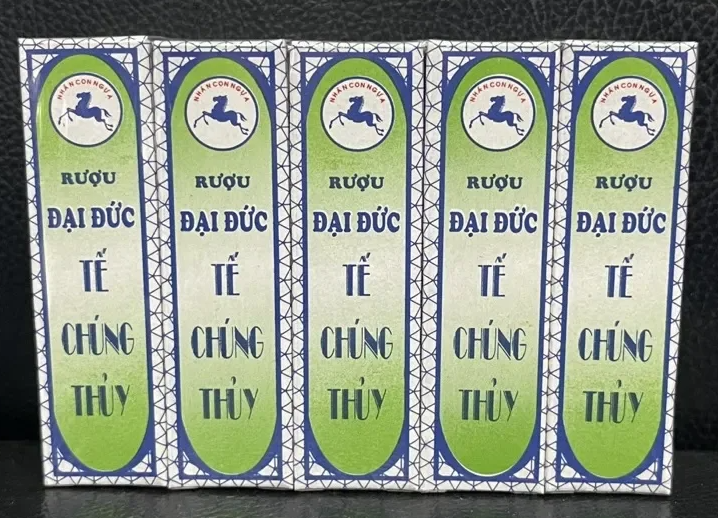 NHÃN CON NGỰA
RƯỢU
ĐẠI ĐỨC
TẾ
CHÚNG
THỦY
NHÃN CON NGỰA
RƯỢU
ĐẠI ĐỨC
TẾ
CHÚNG
THỦY
NHÃN CON NGỰA
RƯỢU
ĐẠI ĐỨC
TẾ
CHÚNG
THỦY
NHÃN CON NGỰA
RƯỢU
ĐẠI ĐỨC
TẾ
CHÚNG
THỦY
NHÃN CON NGỰA
RƯỢU
ĐẠI ĐỨC
TẾ
CHÚNG
THỦY